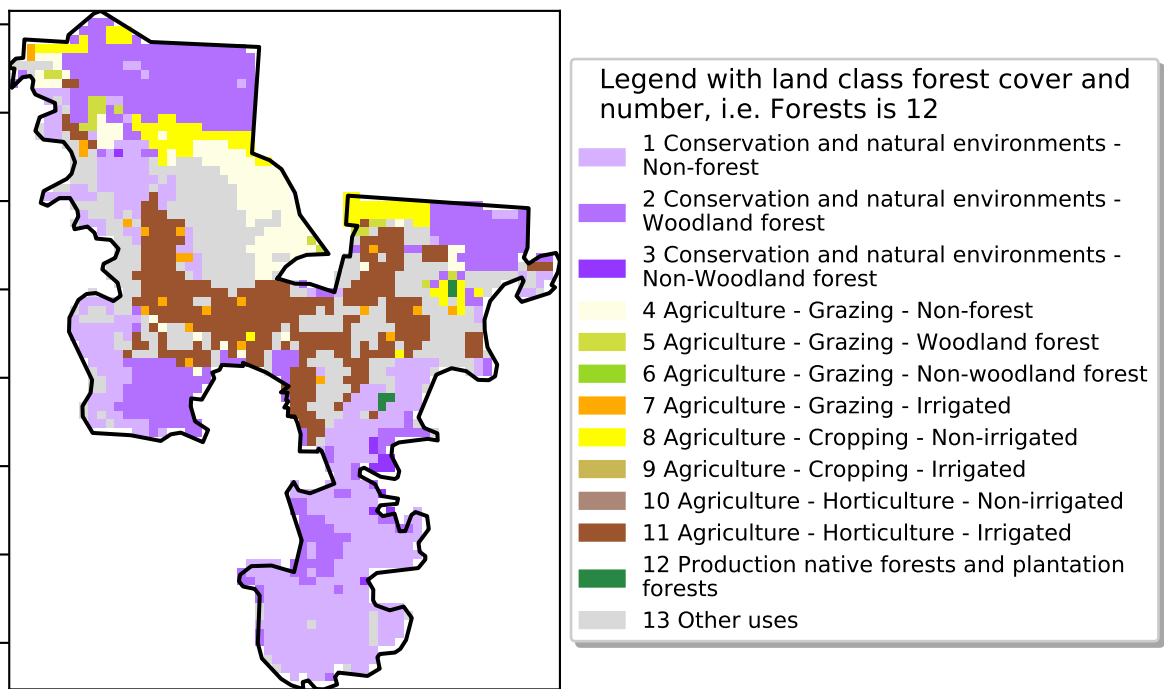 Legend with land class forest cover and
number, i.e. Forests is 12
1 Conservation and natural environments -
Non-forest
2 Conservation and natural environments -
Woodland forest
3 Conservation and natural environments -
Non-Woodland forest
4 Agriculture - Grazing - Non-forest
5 Agriculture - Grazing - Woodland forest
6 Agriculture - Grazing - Non-woodland forest
7 Agriculture - Grazing - Irrigated
8 Agriculture - Cropping - Non-irrigated
9 Agriculture - Cropping - Irrigated
10 Agriculture - Horticulture - Non-irrigated
11 Agriculture - Horticulture - Irrigated
12 Production native forests and plantation
forests
13 Other uses